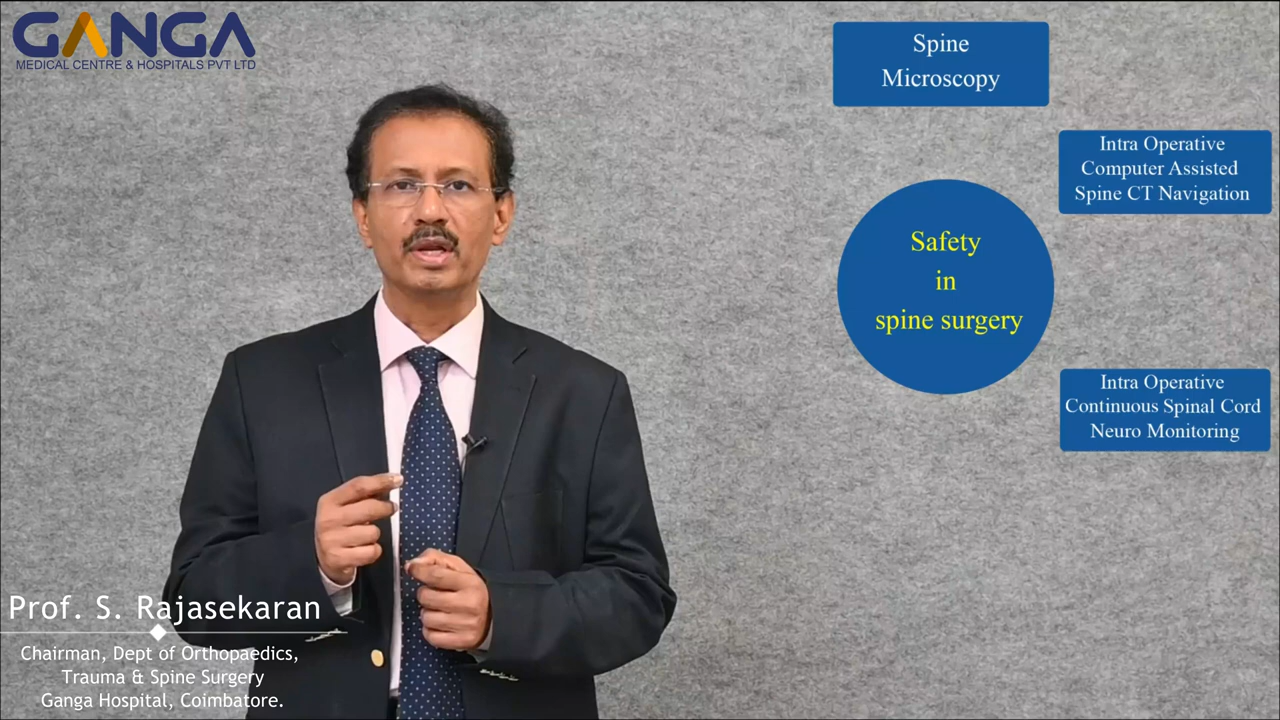 GANGA
MEDICAL CENTRE & HOSPITALS PVT LTD
Spine
Microscopy
Intra Operative
Computer Assisted
Spine CT Navigation
Safety
in
spine surgery
Intra Operative
Continuous Spinal Cord
Neuro Monitoring
Prof. S. Rajasekaran
Chairman, Dept of Orthopaedics,
Trauma & Spine Surgery
Ganga Hospital, Coimbatore.